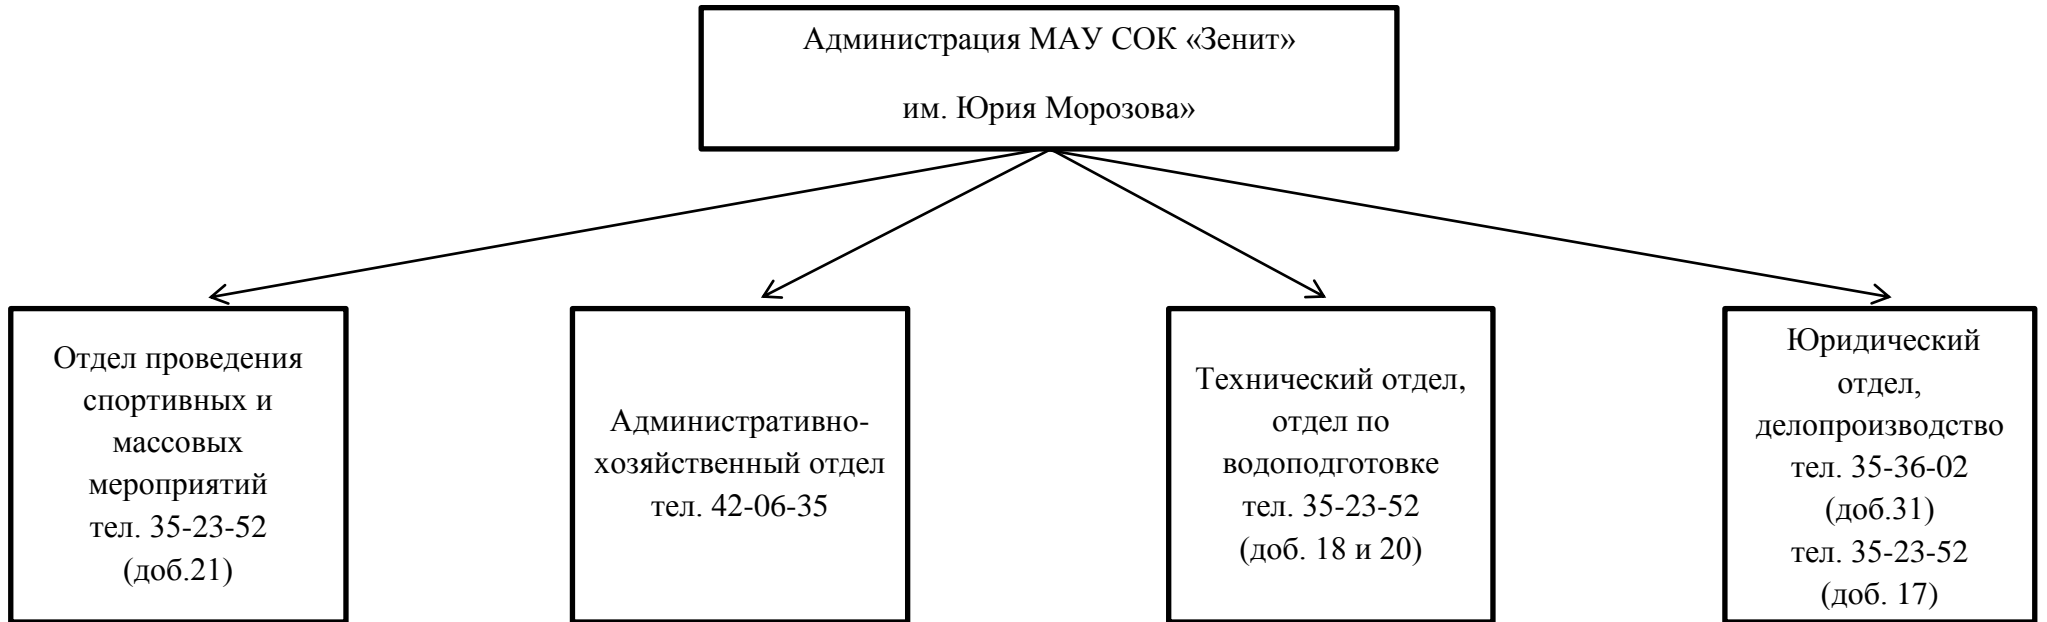 Администрация МАУ СОК «Зенит»
им. Юрия Морозова»
Отдел проведения
спортивных и
массовых
мероприятий
тел. 35-23-52
(доб.21)
Административно-
хозяйственный отдел
тел. 42-06-35
Технический отдел,
отдел по
водоподготовке
тел. 35-23-52
(доб. 18 и 20)
Юридический
отдел,
делопроизводство
тел. 35-36-02
(доб.31)
тел. 35-23-52
(доб. 17)